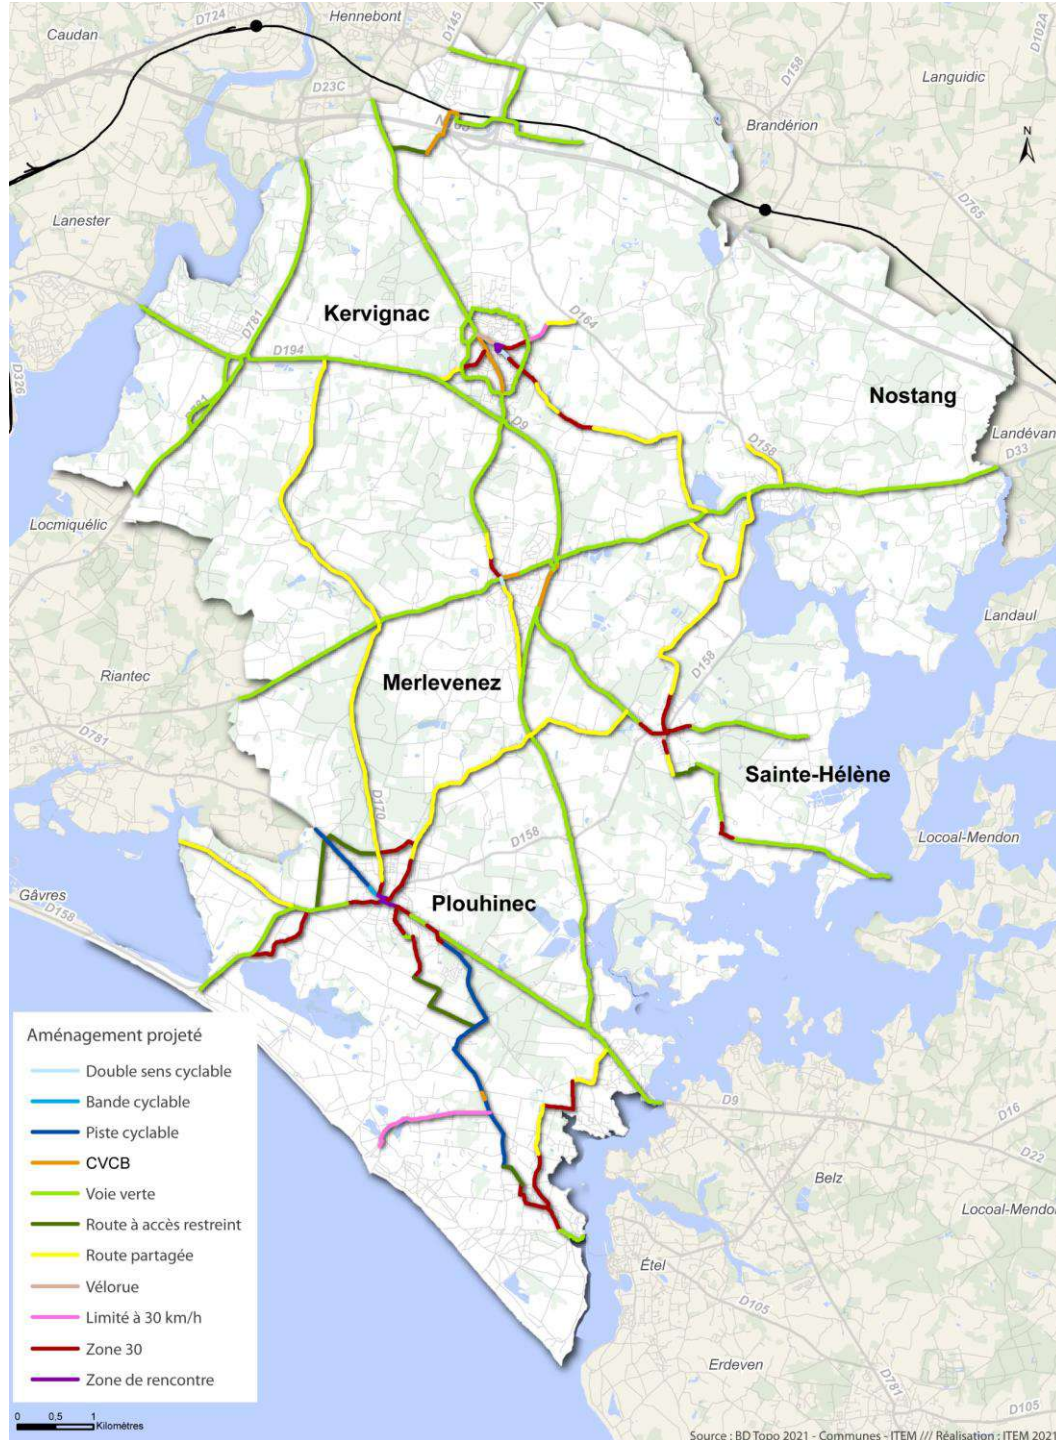 D724
Hennebont
D145
Caudan
D102A
D23C
D158
Languidic
N165
Brandérion
N
D765
Lanester
Kervignac
D164
D781
D194
D326
Nostang
D781
D9
D158
Landévan
D33
Locmiquélic
Landaul
D158
Riantec
Merlevenez
D781
Sainte-Hélène
D170
D158
Locoal-Mendon
Gâvres
D158
Plouhinec
Aménagement projeté
Double sens cyclable
Bande cyclable
Piste cyclable
CVCB
Voie verte
Route à accès restreint
Route partagée
Vélorue
Limité à 30 km/h
Zone 30
Zone de rencontre
D9
D16
D22
Belz
Locoal-Mendon
Étel
D105
Erdeven
D781
D105
0 0,5 1
Kilomètres
Source : BD Topo 2021 - Communes - ITEM /// Réalisation : ITEM 2021